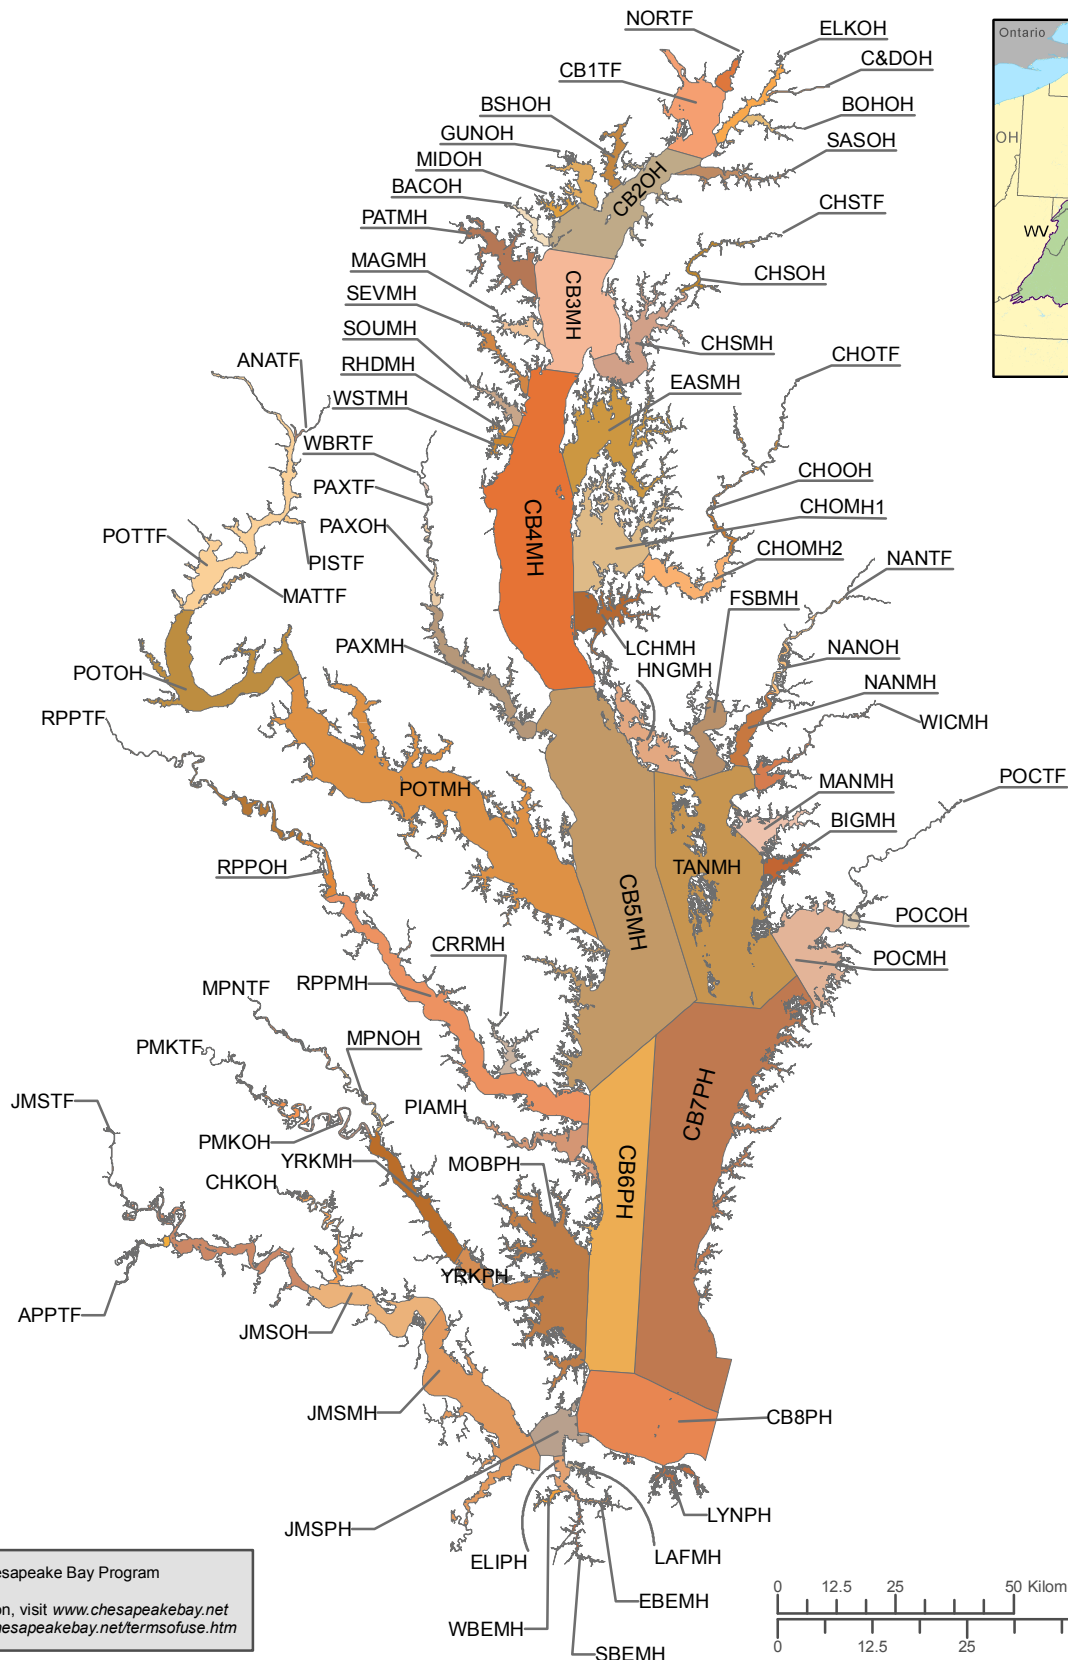 NORTF
ELKOH
Ontario
CB1TF
C&DOH
BSHOH
BOHOH
GUNOH
OH
SASOH
MIDOH
CB2OH
BACOH
CHSTF
PATMH
WV
MAGMH
CHSOH
CB3MH
SEVMH
SOUMH
CHSMH
ANATF
RHDMH
CHOTF
EASMH
WSTMH
WBRTF
CHOOH
PAXTF
CHOMH1
PAXOH
CB4MH
POTTF
CHOMH2
PISTF
NANTF
MATTF
FSBMH
PAXMH
LCHMH
NANOH
HNGMH
POTOH
NANMH
RPPTF
WICMH
POCTF
MANMH
POTMH
BIGMH
RPPOH
TANMH
CB5MH
POCOH
CRRMH
POCMH
RPPMH
MPNTF
MPNOH
PMKTF
JMSTF
CB7PH
PIAMH
PMKOH
YRKMH
MOBPH
CHKOH
CB6PH
YRKPH
APPTF
JMSOH
JMSMH
CB8PH
LYNPH
JMSPH
ELIPH
LAFMH
EBEMH
WBEMH
SBEMH
esapeake Bay Program
on, visit www.chesapeakebay.net
hesapeakebay.net/termsofuse.htm
0 12.5 25 50 Kilom
0 12.5 25